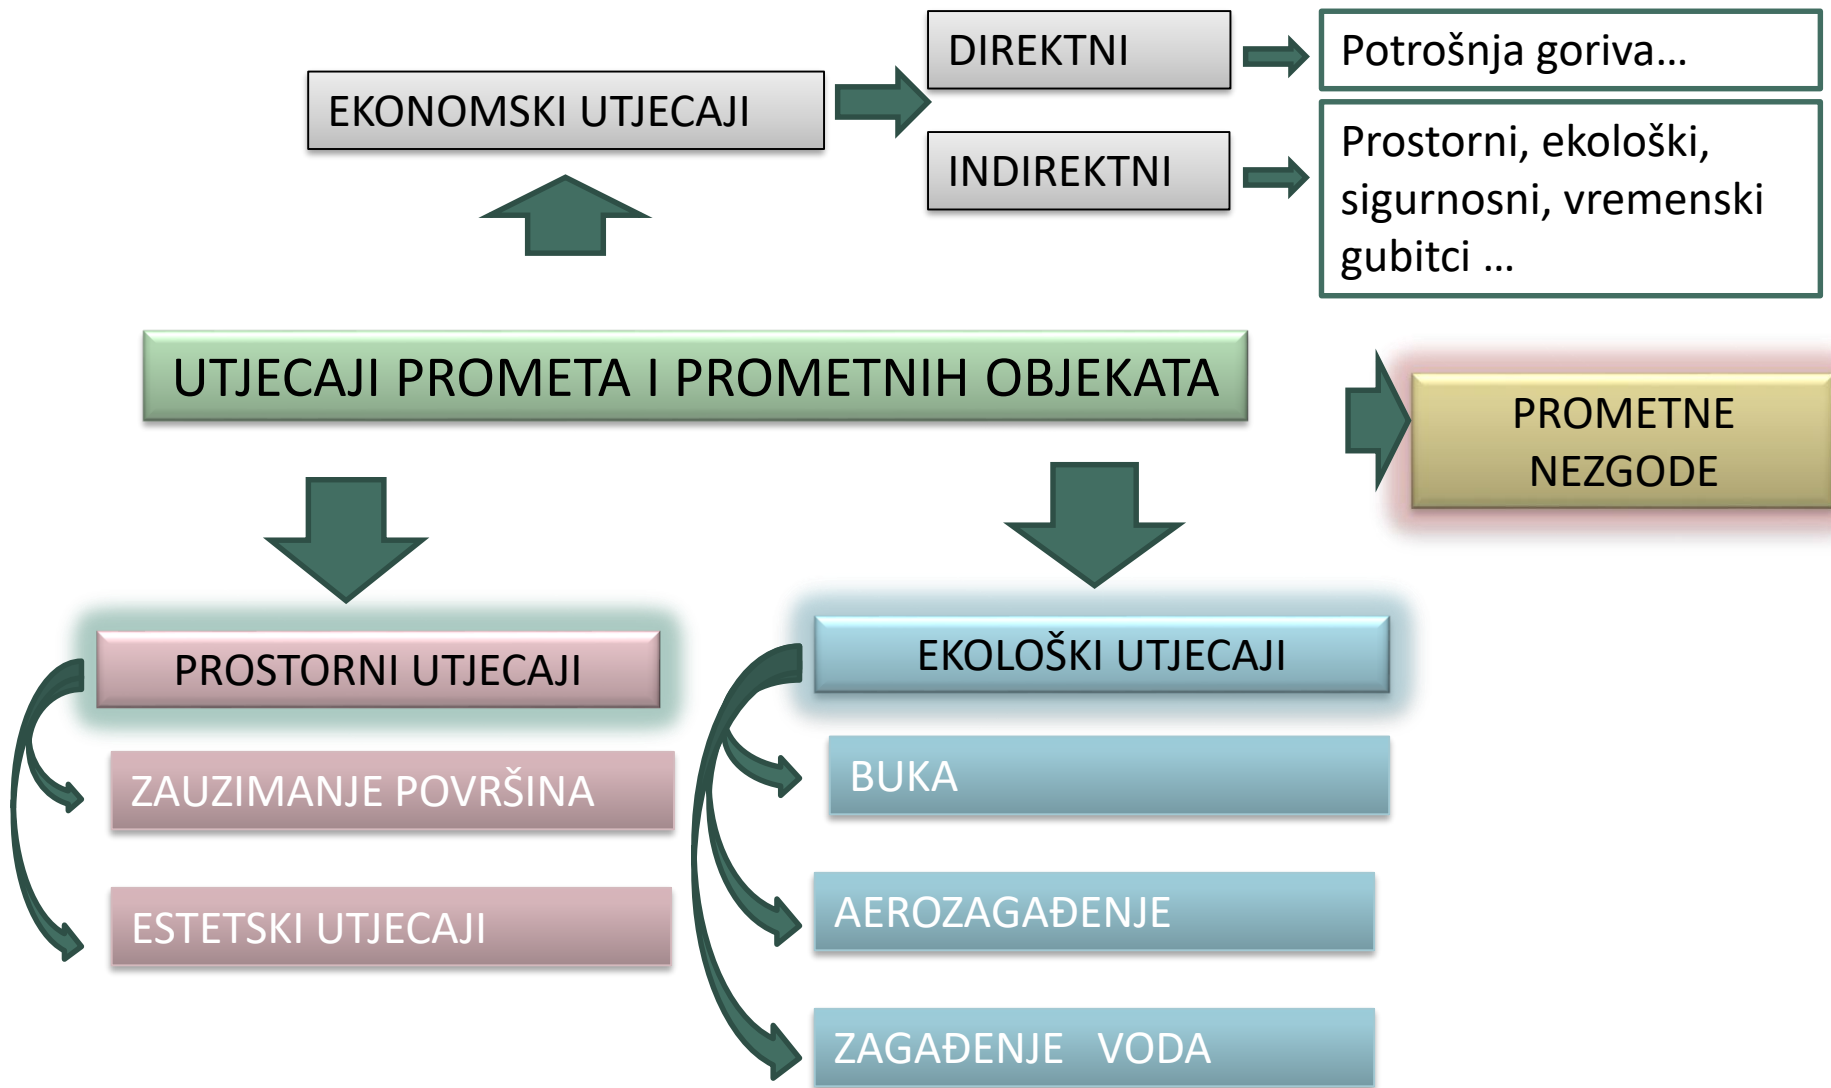 DIREKTNI
Potrošnja goriva...
EKONOMSKI UTJECAJI
INDIREKTNI
Prostorni, ekološki,
sigurnosni, vremenski
gubitci ...
UTJECAJI PROMETA I PROMETNIH OBJEKATA
PROMETNE
NEZGODE
PROSTORNI UTJECAJI
ZAUZIMANJE POVRŠINA
ESTETSKI UTJECAJI
EKOLOŠKI UTJECAJI
BUKA
AEROZAGAĐENJE
ZAGAĐENJE   VODA